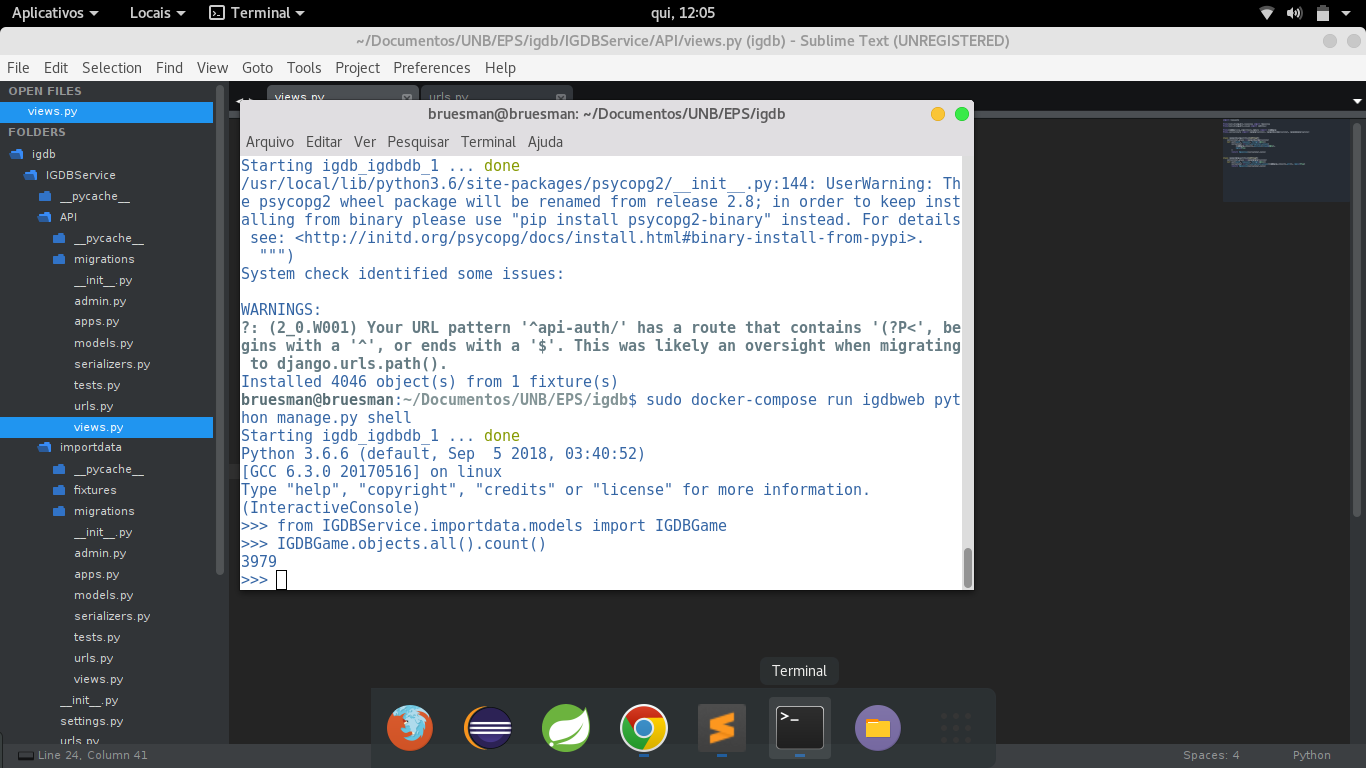 Aplicativos Locais Terminal qui, 12:05
~/Documentos/UNB/EPS/igdb/IGDBService/API/views.py (igdb) - Sublime Text (UNREGISTERED)
File Edit Selection Find View Goto Tools Project Preferences Help
OPEN FILES
views.py
FOLDERS
igdb
IGDBService
__pycache__
API
__pycache__
migrations
__init__.py
admin.py
apps.py
models.py
serializers.py
tests.py
urls.py
views.py
importdata
__pycache__
fixtures
migrations
__init__.py
admin.py
apps.py
models.py
serializers.py
tests.py
urls.py
views.py
__init__.py
settings.py
urls.py
views.py urls.py
bruesman@bruesman: ~/Documentos/UNB/EPS/igdb
Arquivo Editar Ver Pesquisar Terminal Ajuda
Starting igdb_igdbdb_1 ... done
/usr/local/lib/python3.6/site-packages/psycopg2/__init__.py:144: UserWarning: Th
e psycopg2 wheel package will be renamed from release 2.8; in order to keep inst
alling from binary please use "pip install psycopg2-binary" instead. For details
see: <http://initd.org/psycopg/docs/install.html#binary-install-from-pypi>.
""")
System check identified some issues:
WARNINGS:
?: (2_0.W001) Your URL pattern '^api-auth/' has a route that contains '(?P<', be
gins with a '^', or ends with a '$'. This was likely an oversight when migrating
to django.urls.path().
Installed 4046 object(s) from 1 fixture(s)
bruesman@bruesman:~/Documentos/UNB/EPS/igdb$ sudo docker-compose run igdbweb pyt
hon manage.py shell
Starting igdb_igdbdb_1 ... done
Python 3.6.6 (default, Sep  5 2018, 03:40:52)
[GCC 6.3.0 20170516] on linux
Type "help", "copyright", "credits" or "license" for more information.
(InteractiveConsole)
>>> from IGDBService.importdata.models import IGDBGame
>>> IGDBGame.objects.all().count()
3979
>>>
Terminal
>_
Line 24, Column 41 Spaces: 4 Python